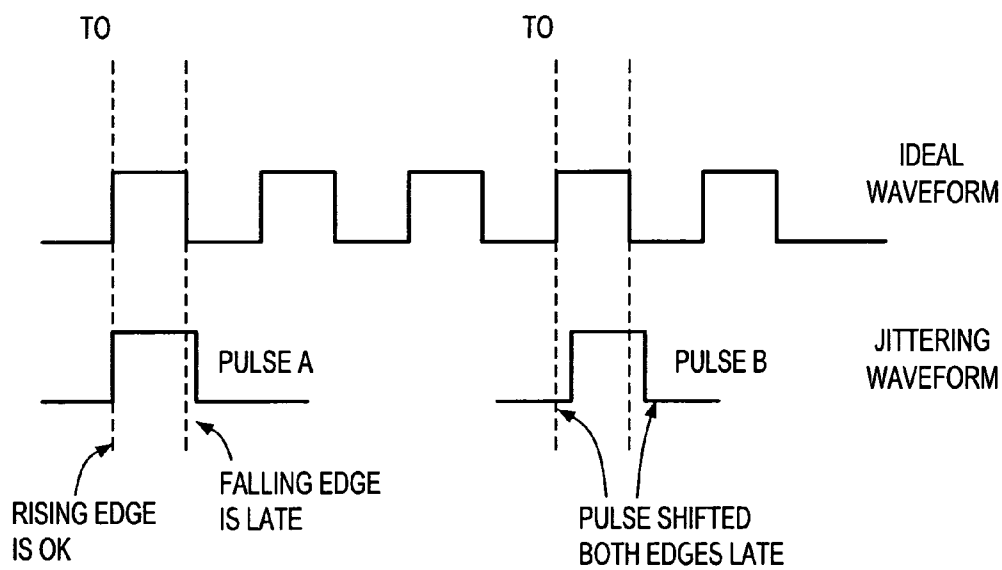 TO
TO
IDEAL
WAVEFORM
PULSE A
PULSE B
JITTERING
WAVEFORM
RISING EDGE
IS OK
FALLING EDGE
IS LATE
PULSE SHIFTED
BOTH EDGES LATE